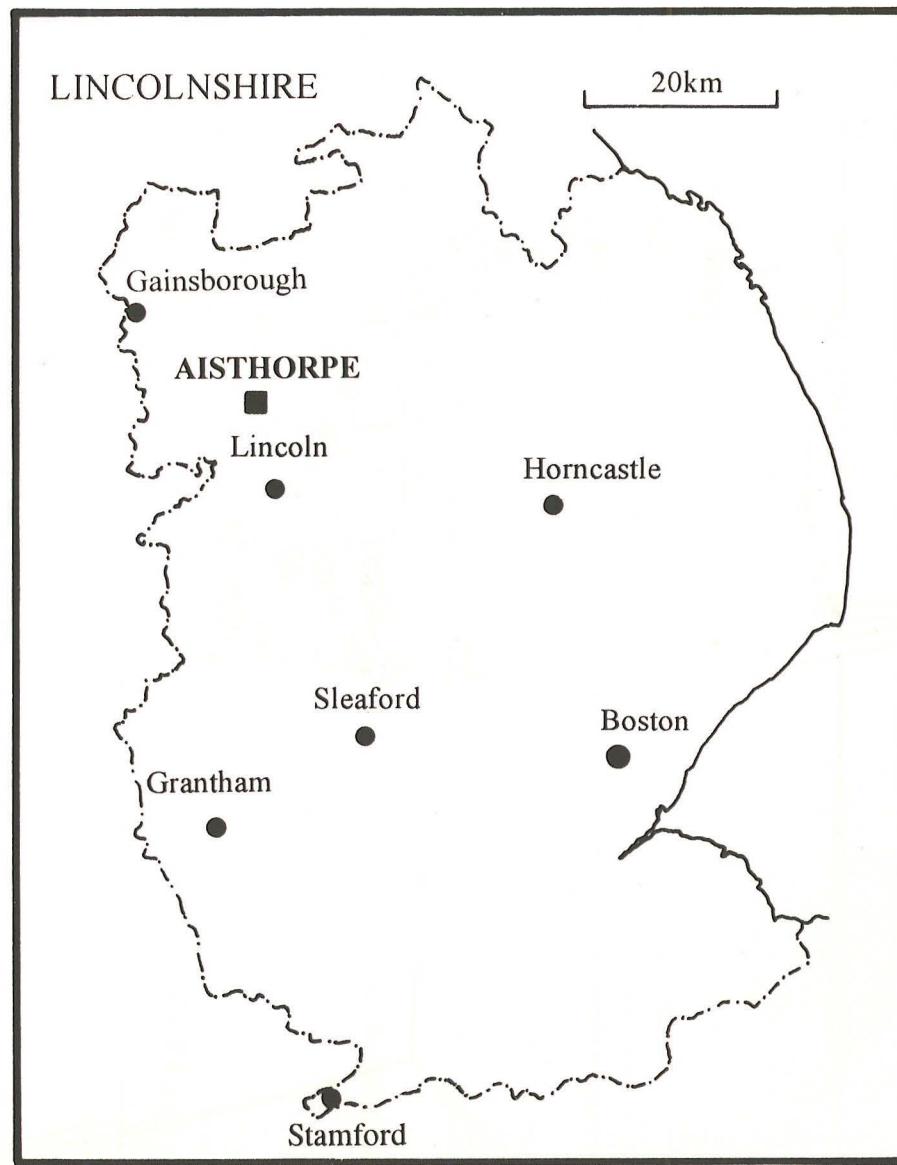 LINCOLNSHIRE
20km
Gainsborough
AISTHORPE
Lincoln
Horncastle
Sleaford
Boston
Grantham
Stamford